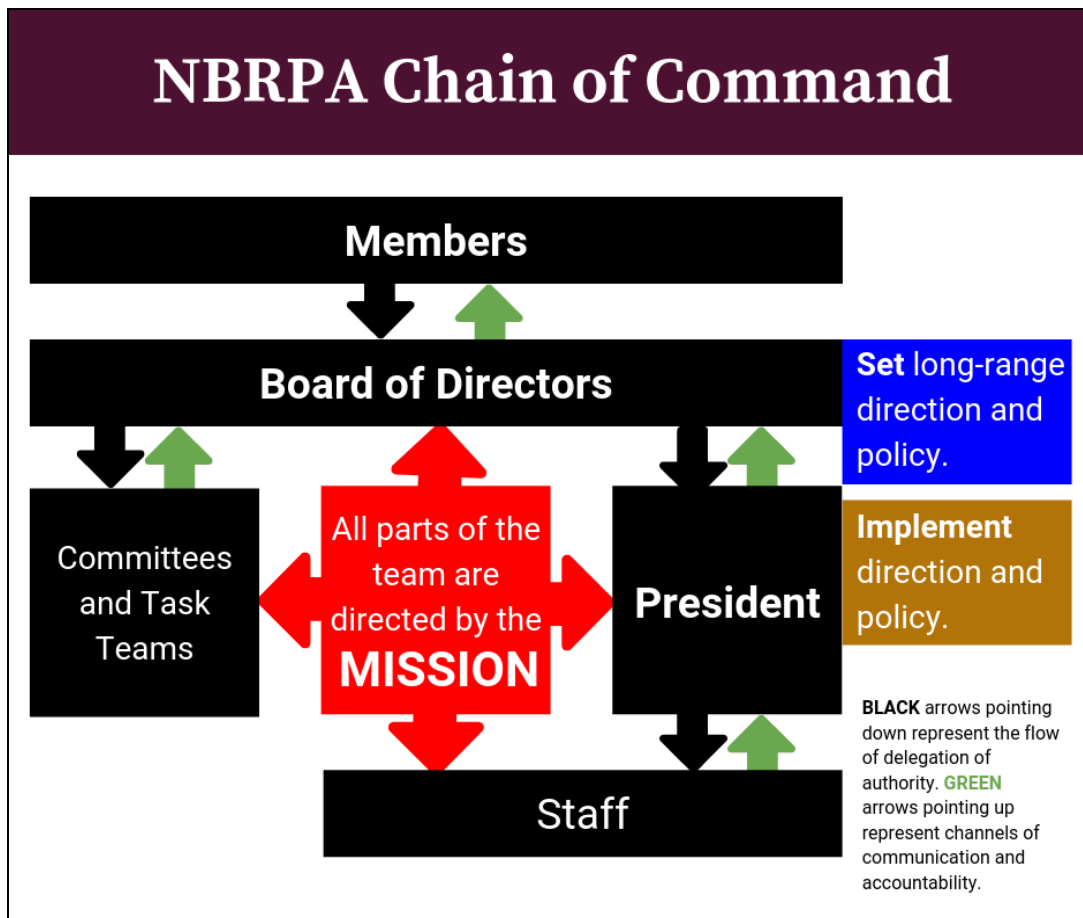 NBRPA Chain of Command
Members
Board of Directors
Set long-range
direction and
policy.
Committees
and Task
Teams
All parts of the
team are
directed by the
MISSION
President
Implement
direction and
policy.
Staff
BLACK arrows pointing
down represent the flow
of delegation of
authority. GREEN
arrows pointing up
represent channels of
communication and
accountability.